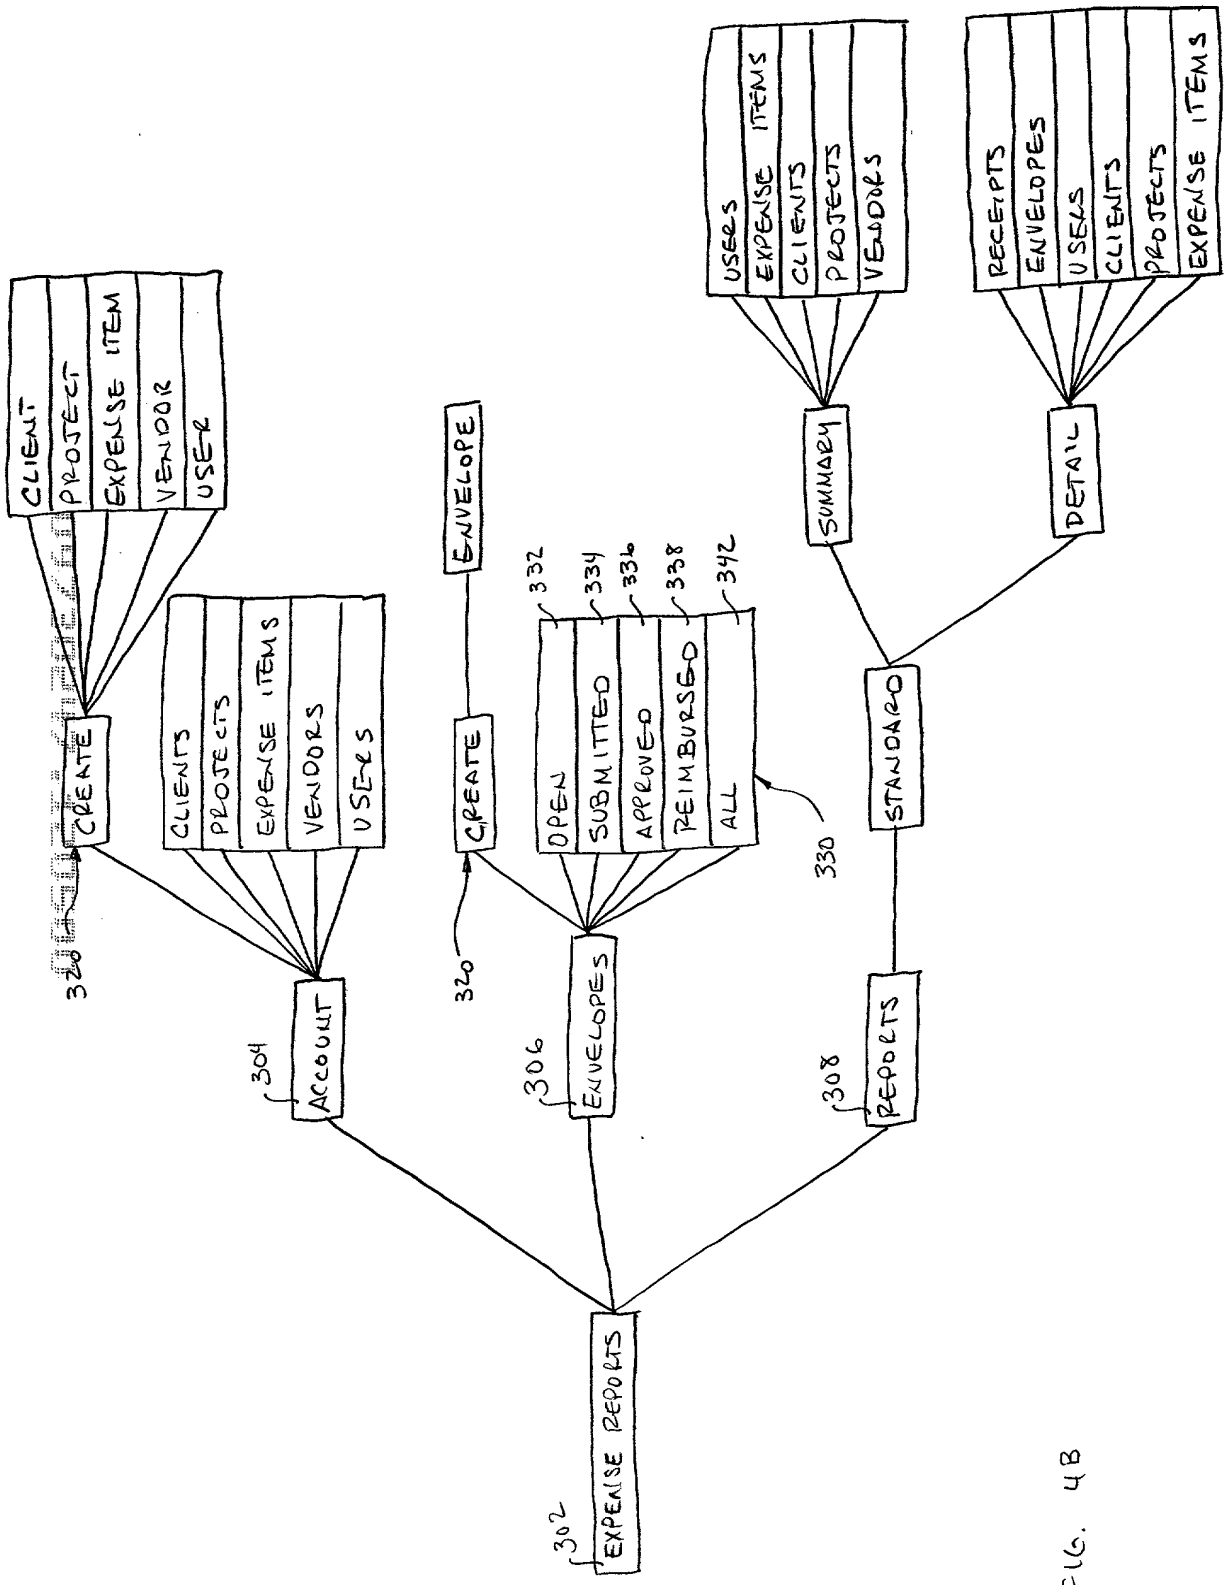 CLIENT
PROJECT
EXPENSE ITEM
VENDOR
USER
320
CREATE
CLIENTS
PROJECTS
EXPENSE ITEMS
VENDORS
USERS
304
ACCOUNT
320
CREATE
ENVELOPE
306
ENVELOPES
OPEN
332
SUBMITTED
334
APPROVED
336
REIMBURSED
338
ALL
342
330
302
EXPENSE REPORTS
308
REPORTS
STANDARD
SUMMARY
USERS
EXPENSE ITEMS
CLIENTS
PROJECTS
VENDORS
DETAIL
RECEIPTS
ENVELOPES
USERS
CLIENTS
PROJECTS
EXPENSE ITEMS
FIG. 4B